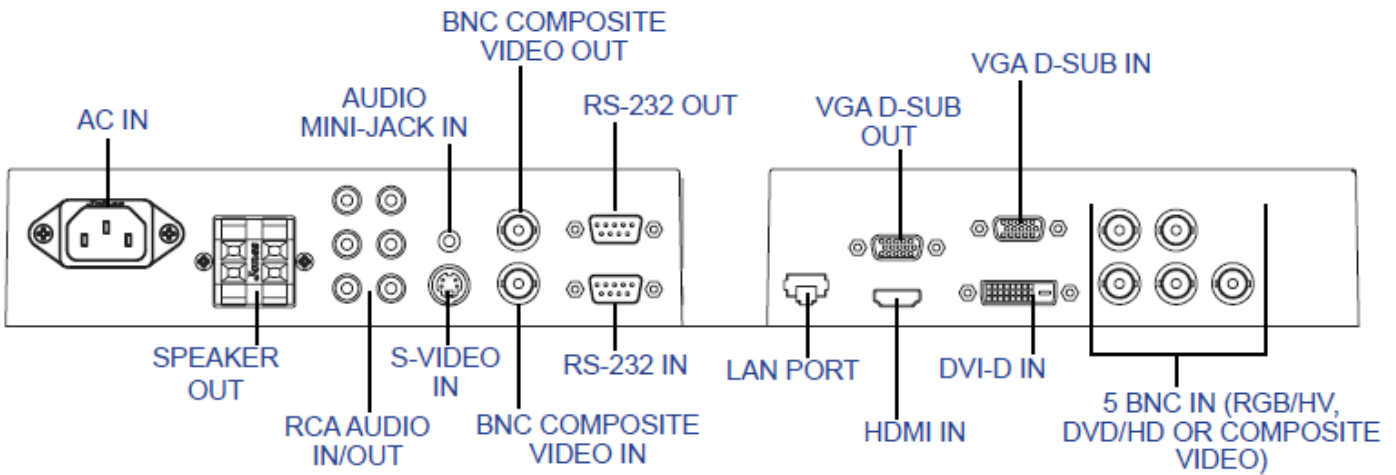 BNC COMPOSITE
VIDEO OUT
AC IN
AUDIO
MINI-JACK IN
RS-232 OUT
VGA D-SUB
OUT
VGA D-SUB IN
SPEAKER
OUT
RCA AUDIO
IN/OUT
S-VIDEO
IN
BNC COMPOSITE
VIDEO IN
RS-232 IN
LAN PORT
HDMI IN
DVI-D IN
5 BNC IN (RGB/HV,
DVD/HD OR COMPOSITE
VIDEO)